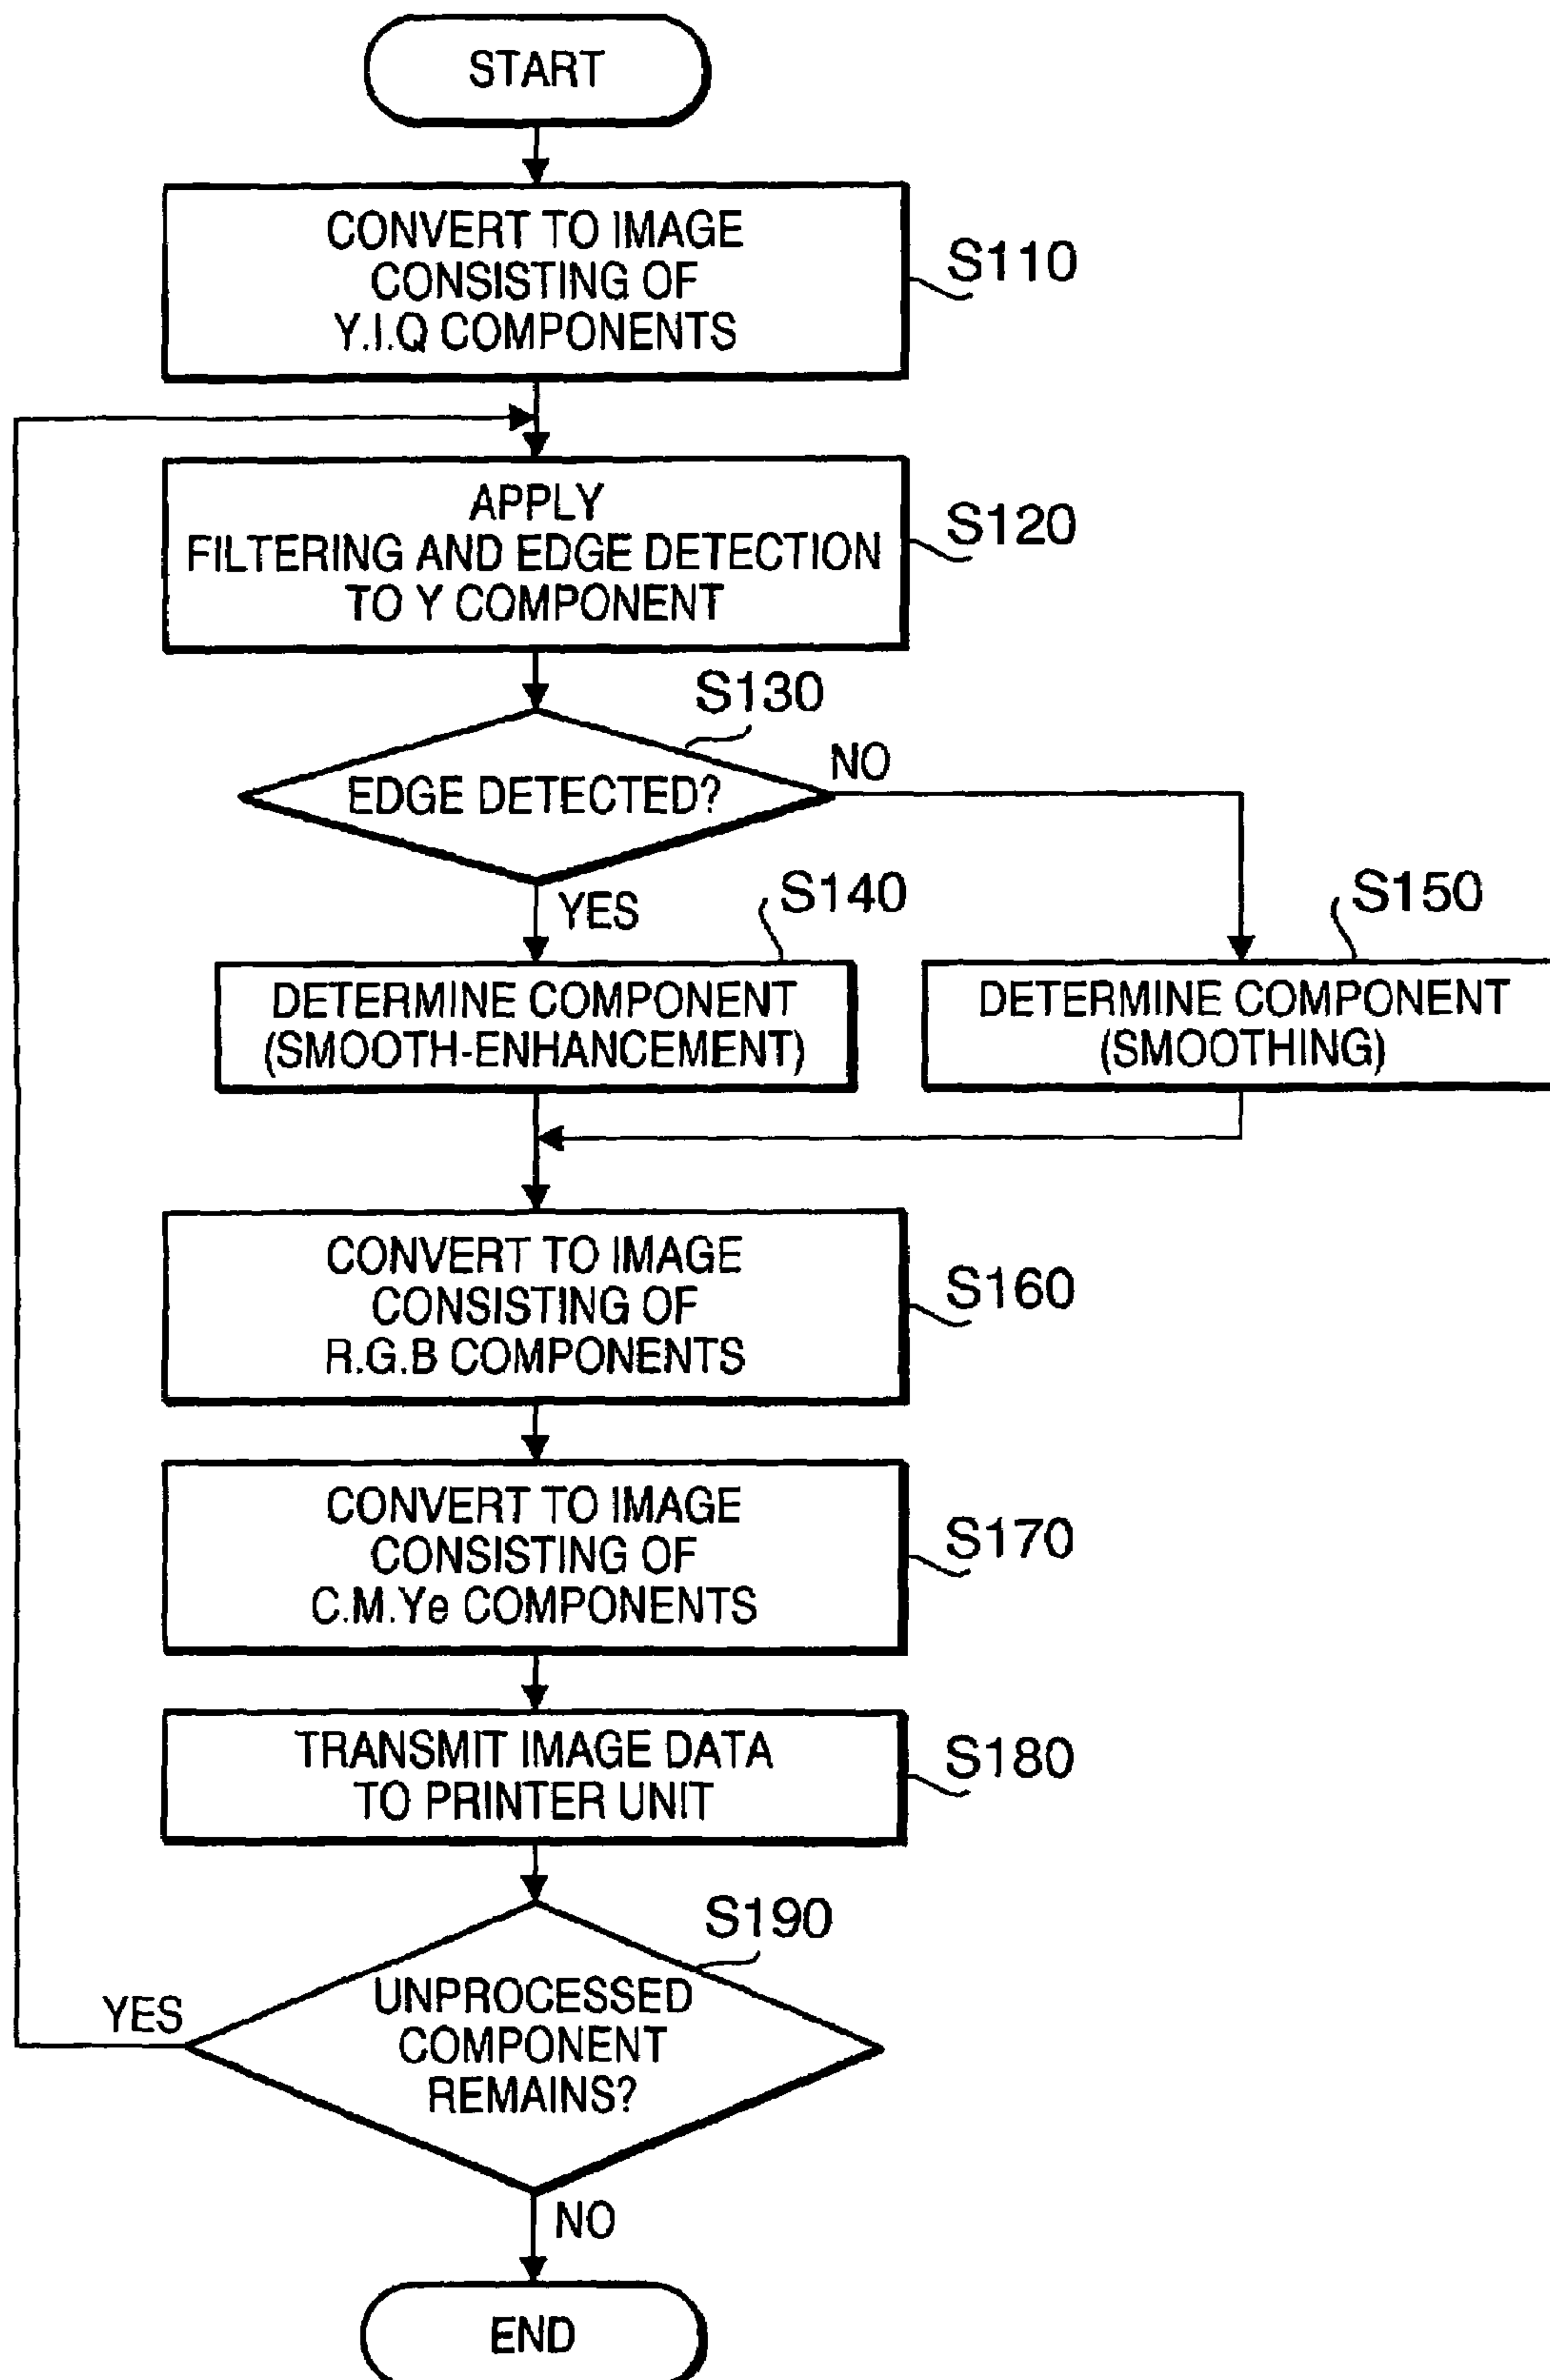 START
CONVERT TO IMAGE
CONSISTING OF
Y.I.Q COMPONENTS
S110
APPLY
FILTERING AND EDGE DETECTION
TO Y COMPONENT
S120
S130
EDGE DETECTED?
NO
YES
S140
DETERMINE COMPONENT
(SMOOTH-ENHANCEMENT)
S150
DETERMINE COMPONENT
(SMOOTHING)
CONVERT TO IMAGE
CONSISTING OF
R.G.B COMPONENTS
S160
CONVERT TO IMAGE
CONSISTING OF
C.M.Ye COMPONENTS
S170
TRANSMIT IMAGE DATA
TO PRINTER UNIT
S180
S190
UNPROCESSED
COMPONENT
REMAINS?
YES
NO
END